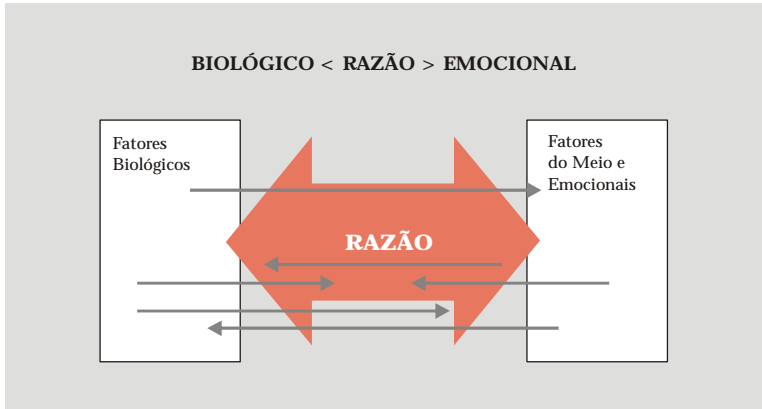 BIOLÓGICO < RAZÃO > EMOCIONAL
Fatores
Biológicos
Fatores
do Meio e
Emocionais
RAZÃO